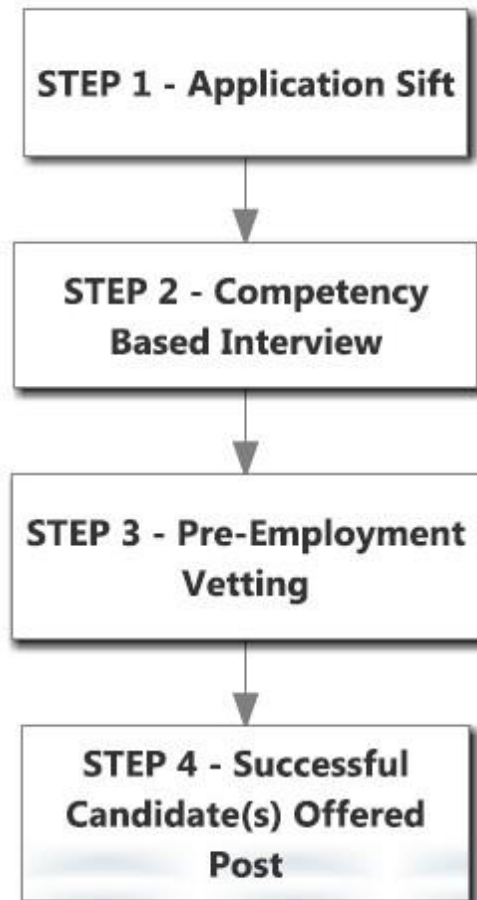 STEP 1 - Application Sift
STEP 2 - Competency
Based Interview
STEP 3 - Pre-Employment
Vetting
STEP 4 - Successful
Candidate(s) Offered
Post